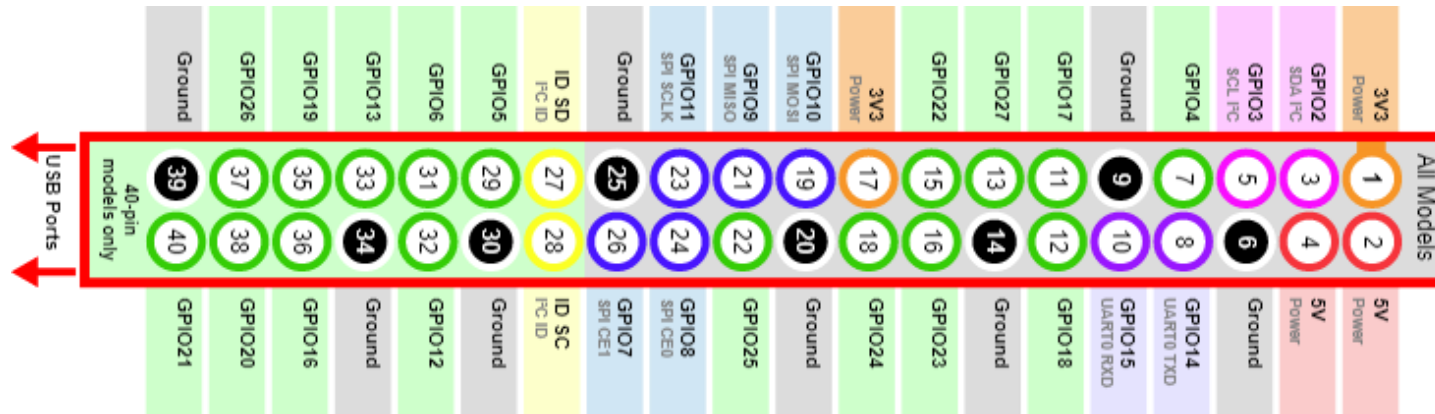 All Models
3V3 1 2 5V
Power Power
GPIO2 3 4 5V
SDA I²C Power
GPIO3 5 6 Ground
SCL I²C
GPIO4 7 8 GPIO14
UART0 TXD
Ground 9 10 GPIO15
UART0 RXD
GPIO17 11 12 GPIO18
GPIO27 13 14 Ground
GPIO22 15 16 GPIO23
3V3 17 18 GPIO24
Power
GPIO10 19 20 Ground
SPI MOSI
GPIO9 21 22 GPIO25
SPI MISO
GPIO11 23 24 GPIO8
SPI SCLK SPI CE0
Ground 25 26 GPIO7
SPI CE1
ID SD 27 28 ID SC
I²C ID I²C ID
GPIO5 29 30 Ground
GPIO6 31 32 GPIO12
GPIO13 33 34 Ground
GPIO19 35 36 GPIO16
GPIO26 37 38 GPIO20
Ground 39 40 GPIO21
40-pin
models only
USB Ports